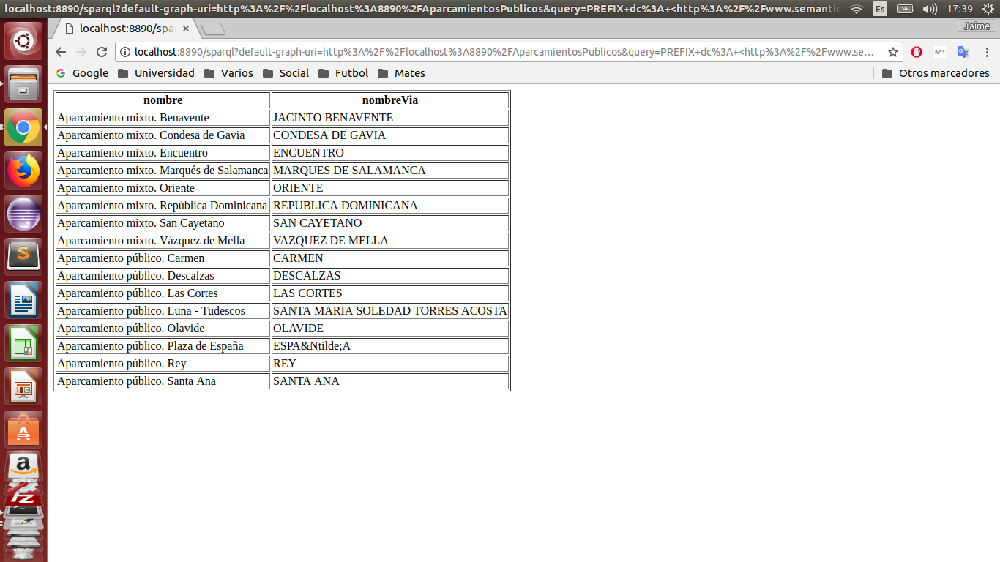 localhost:8890/sparql?default-graph-uri=http%3A%2F%2Flocalhost%3A8890%2FAparcamientosPublicos&query=PREFIX+dc%3A+<http%3A%2F%2Fwww.semantic
Es
17:39
localhost:8890/spa
Jaime
localhost:8890/sparql?default-graph-uri=http%3A%2F%2Flocalhost%3A8890%2FAparcamientosPublicos&query=PREFIX+dc%3A+<http%3A%2F%2Fwww.se...
Google Universidad Varios Social Futbol Mates Otros marcadores
nombre nombreVia
Aparcamiento mixto. Benavente JACINTO BENAVENTE
Aparcamiento mixto. Condesa de Gavia CONDESA DE GAVIA
Aparcamiento mixto. Encuentro ENCUENTRO
Aparcamiento mixto. Marqués de Salamanca MARQUES DE SALAMANCA
Aparcamiento mixto. Oriente ORIENTE
Aparcamiento mixto. República Dominicana REPUBLICA DOMINICANA
Aparcamiento mixto. San Cayetano SAN CAYETANO
Aparcamiento mixto. Vázquez de Mella VAZQUEZ DE MELLA
Aparcamiento público. Carmen CARMEN
Aparcamiento público. Descalzas DESCALZAS
Aparcamiento público. Las Cortes LAS CORTES
Aparcamiento público. Luna - Tudescos SANTA MARIA SOLEDAD TORRES ACOSTA
Aparcamiento público. Olavide OLAVIDE
Aparcamiento público. Plaza de España ESPA&Ntilde;A
Aparcamiento público. Rey REY
Aparcamiento público. Santa Ana SANTA ANA